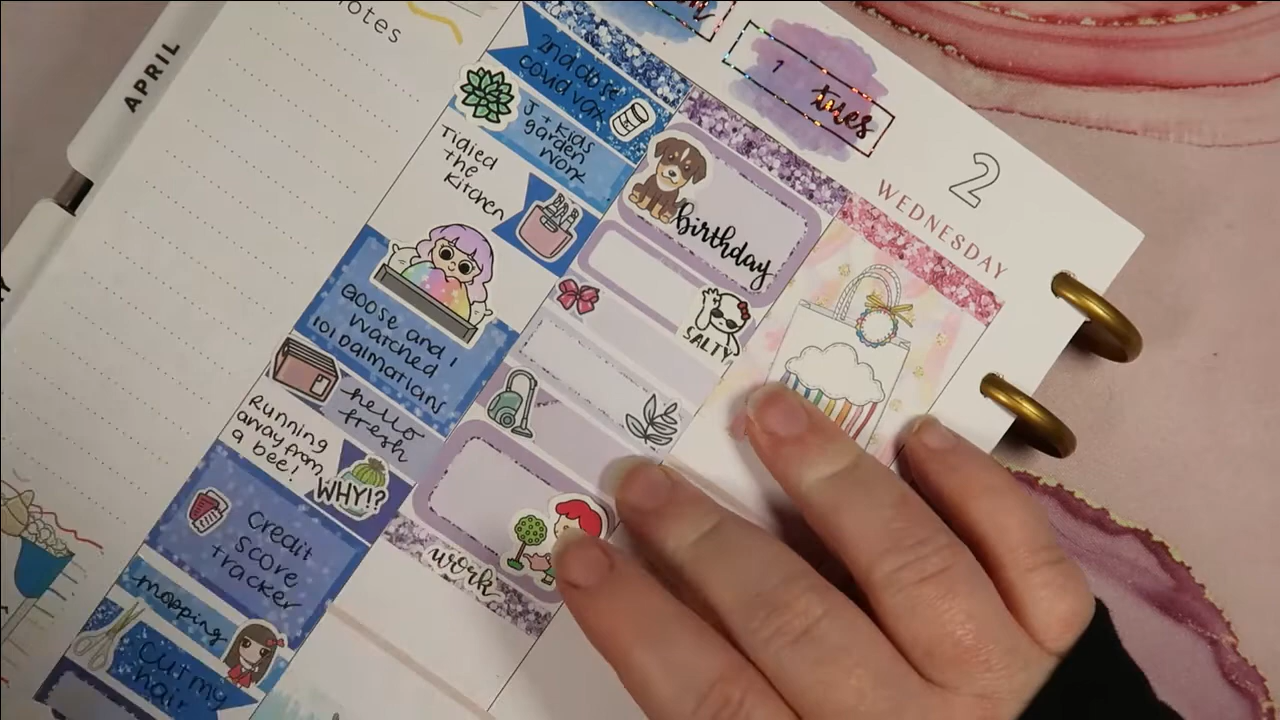 APRIL
notes
2nd dose
covid vax
J + kids
garden
work
Tidied
the
kitchen
Goose and I
watched
101 Dalmatians
hello
fresh
Running
away from
a bee!
WHY!?
credit
score
tracker
mopping
cut my
hair
1
tues
birthday
SALTY
work
2
WEDNESDAY